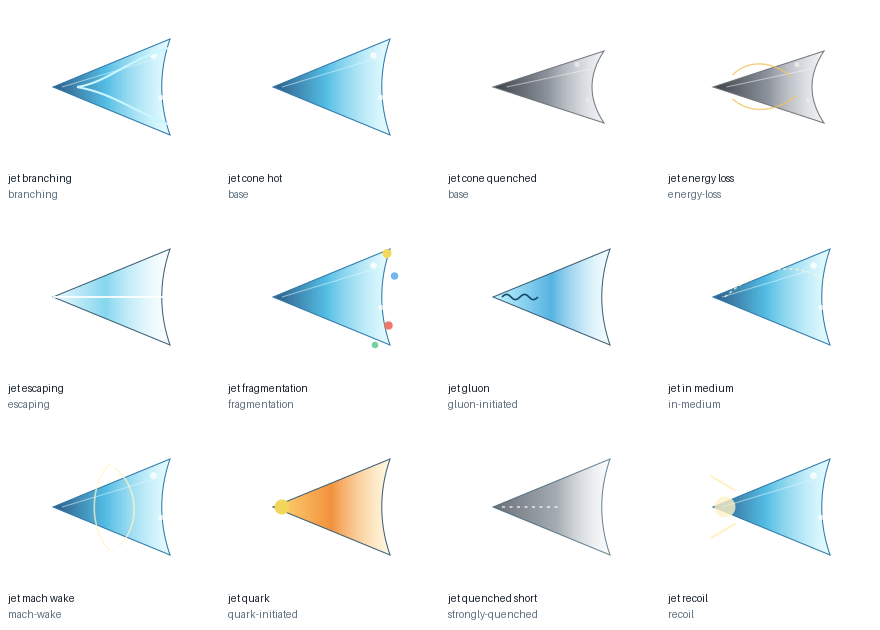 jet branching
branching
jet cone hot
base
jet cone quenched
base
jet energy loss
energy-loss
jet escaping
escaping
jet fragmentation
fragmentation
jet gluon
gluon-initiated
jet in medium
in-medium
jet mach wake
mach-wake
jet quark
quark-initiated
jet quenched short
strongly-quenched
jet recoil
recoil